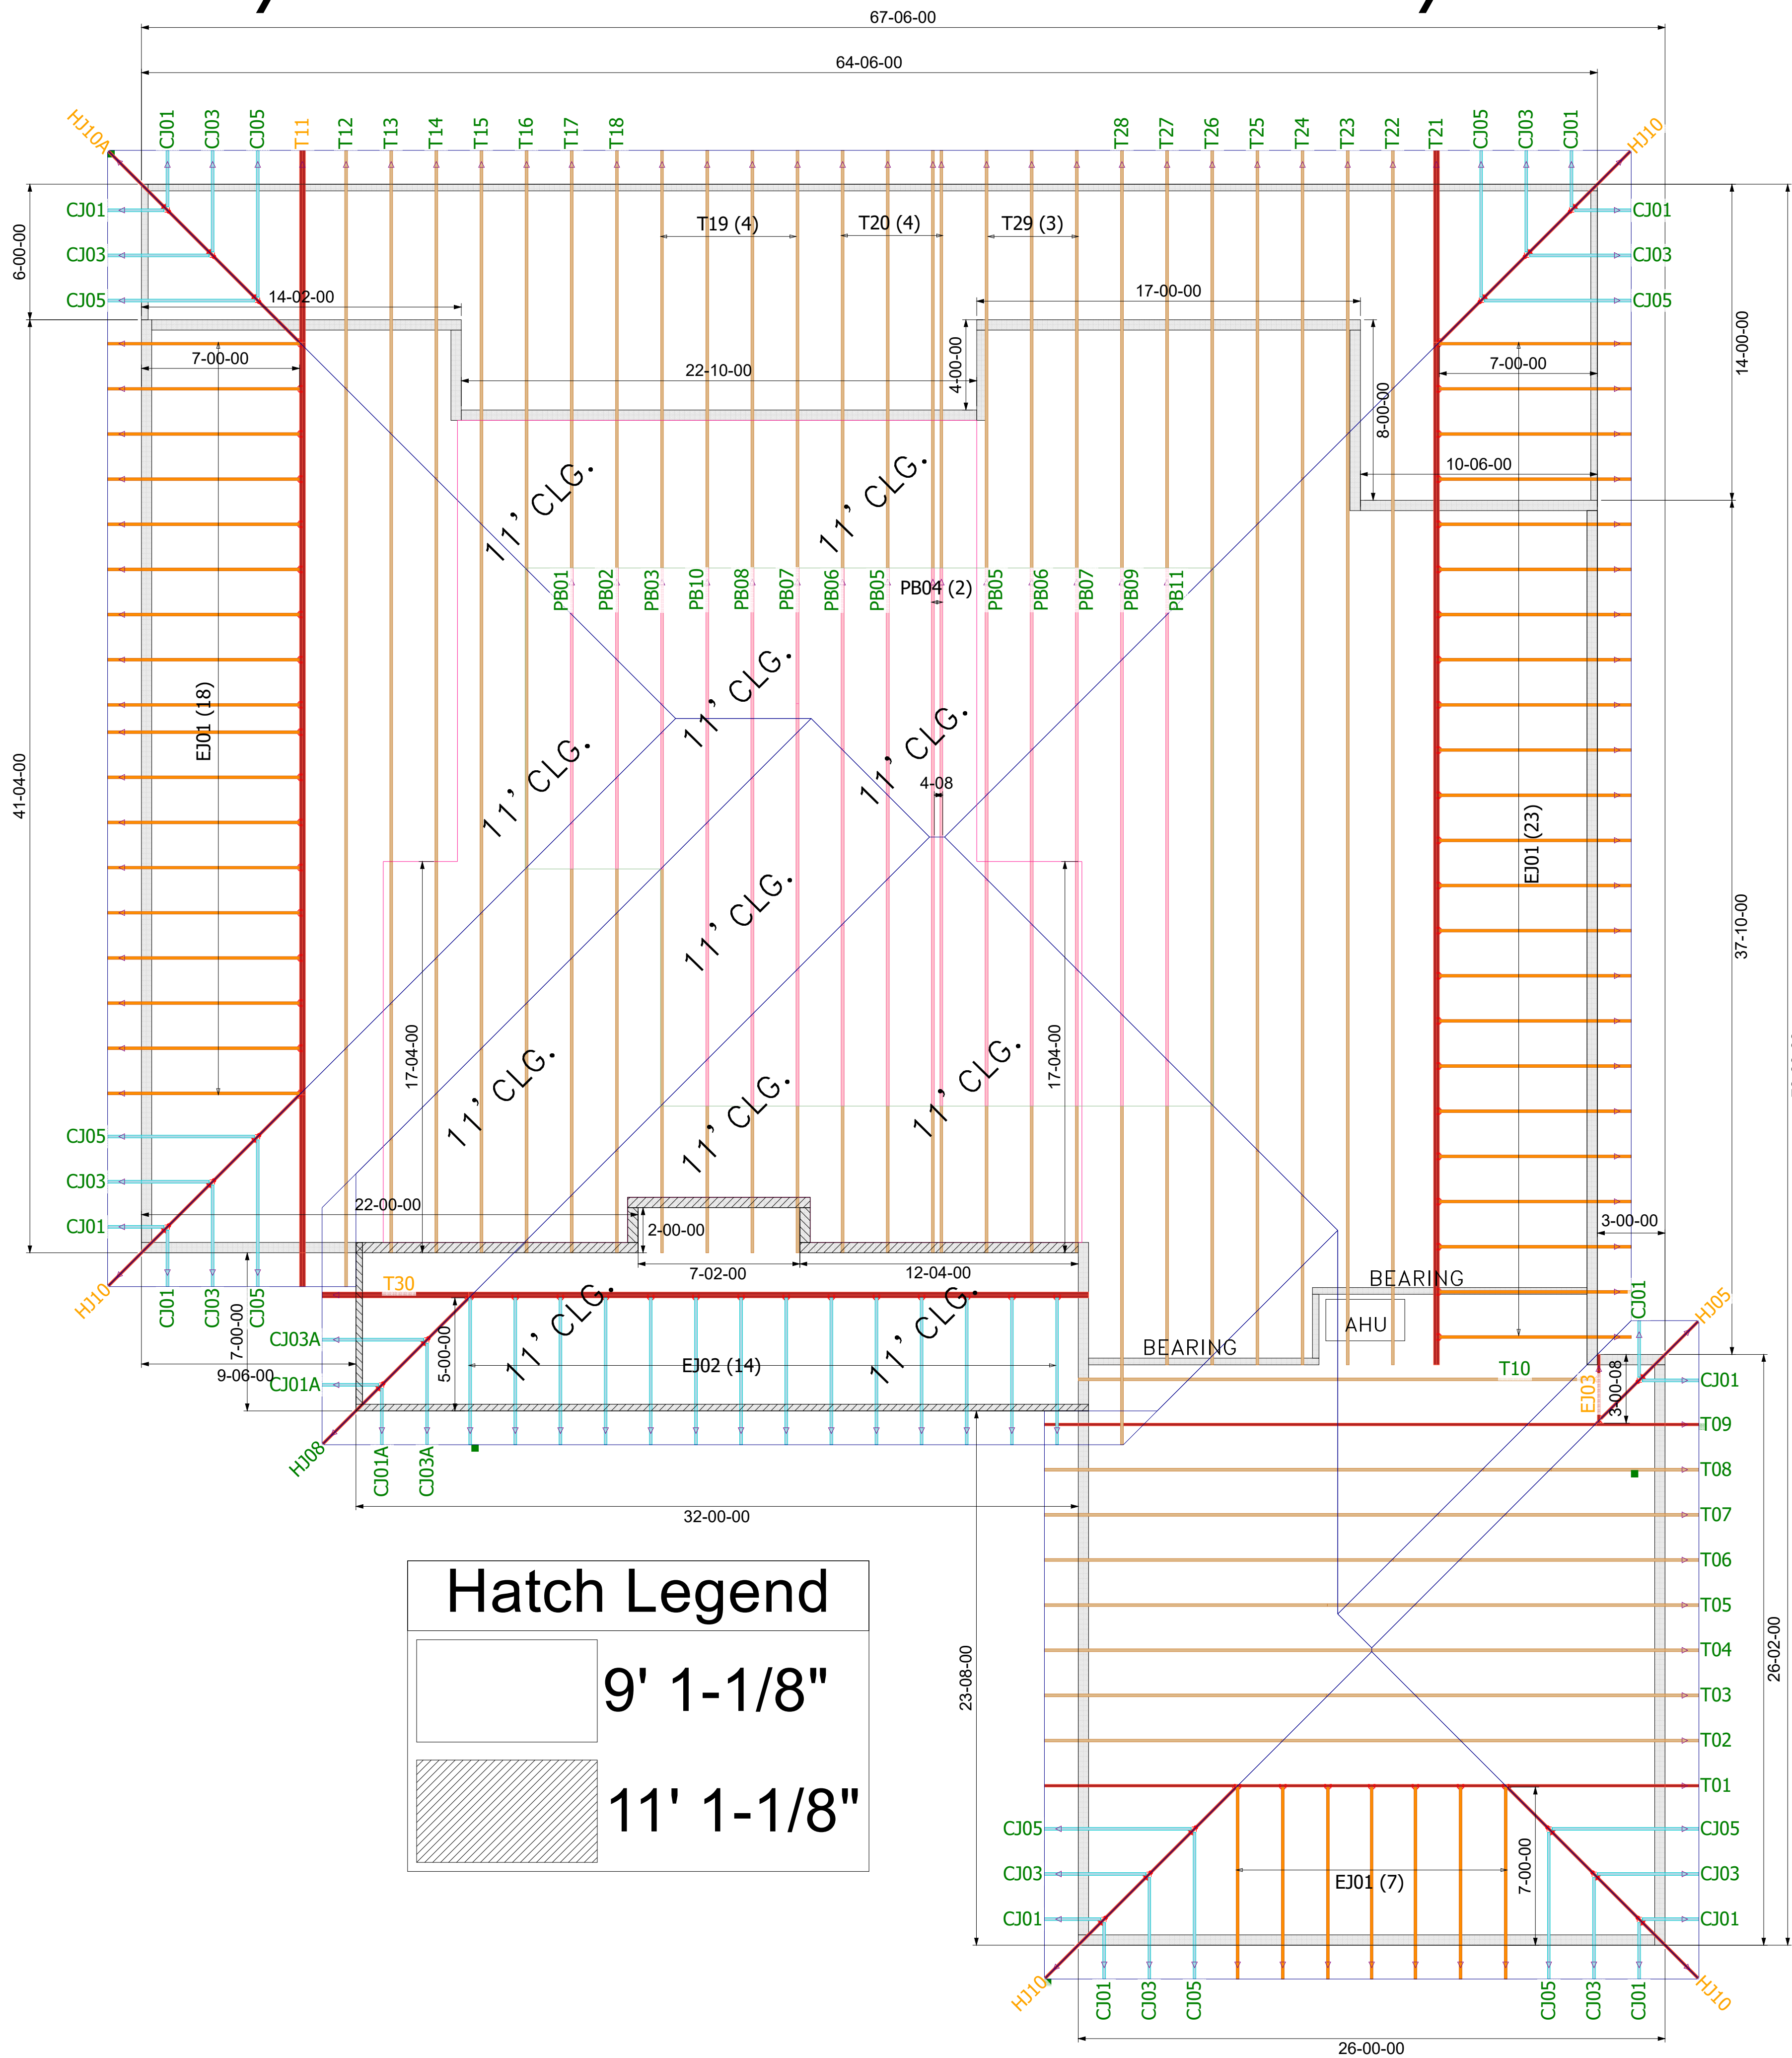 67-06-00
64-06-00
HJ10A
CJ01
CJ03
CJ05
T11
T12
T13
T14
T15
T16
T17
T18
T28
T27
T26
T25
T24
T23
T22
T21
CJ05
CJ03
CJ01
HJ10
CJ01
CJ03
CJ05
6-00-00
T19 (4)
T20 (4)
T29 (3)
CJ01
CJ03
CJ05
14-02-00
17-00-00
14-00-00
7-00-00
22-10-00
4-00-00
8-00-00
7-00-00
10-06-00
11' CLG.
11' CLG.
PB01
PB02
PB03
PB10
PB08
PB07
PB06
PB05
PB04 (2)
PB05
PB06
PB07
PB09
PB11
EJ01 (18)
41-04-00
11' CLG.
11' CLG.
11' CLG.
4-08
EJ01 (23)
37-10-00
11' CLG.
17-04-00
17-04-00
11' CLG.
11' CLG.
11' CLG.
CJ05
CJ03
CJ01
HJ10
CJ01
CJ03
CJ05
22-00-00
2-00-00
7-02-00
12-04-00
3-00-00
T30
7-00-00
9-06-00
CJ03A
CJ01A
5-00-00
11' CLG.
EJ02 (14)
11' CLG.
BEARING
BEARING
AHU
CJ01
HJ05
T10
EJ03
3-00-08
CJ01
T09
HJ08
CJ01A
CJ03A
32-00-00
T08
T07
T06
T05
T04
T03
T02
T01
23-08-00
26-02-00
Hatch Legend
9' 1-1/8"
11' 1-1/8"
CJ05
CJ03
CJ01
EJ01 (7)
7-00-00
CJ05
CJ03
CJ01
HJ10
CJ01
CJ03
CJ05
CJ05
CJ03
CJ01
HJ10
26-00-00